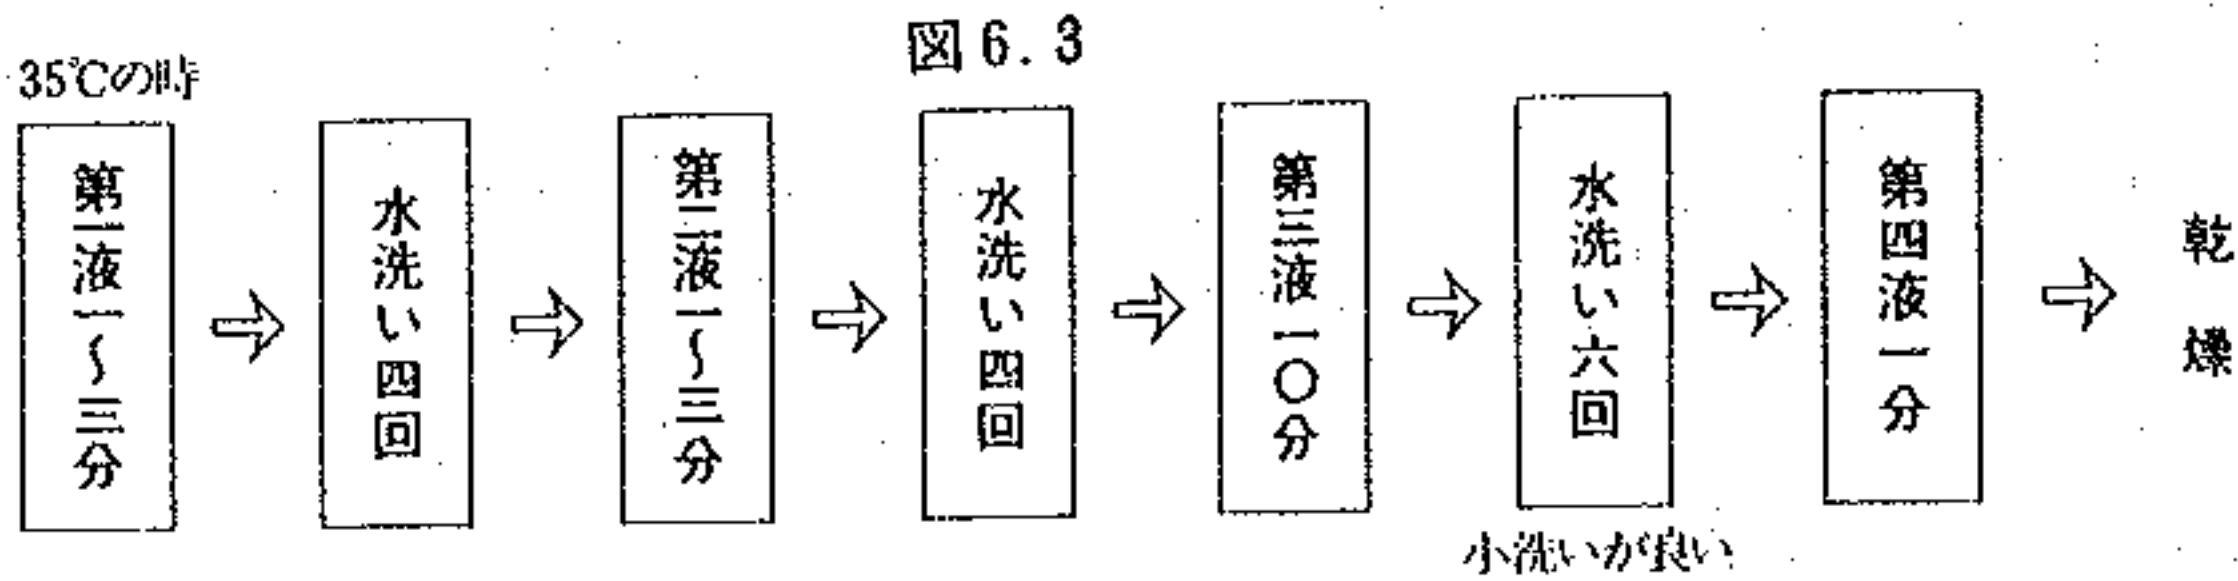 図6.3
35℃の時
第一液一～三分
⇨
水洗い四回
⇨
第二液一～三分
⇨
水洗い四回
⇨
第三液一〇分
⇨
水洗い六回
⇨
第四液一分
⇨
乾燥
小洗いが良い